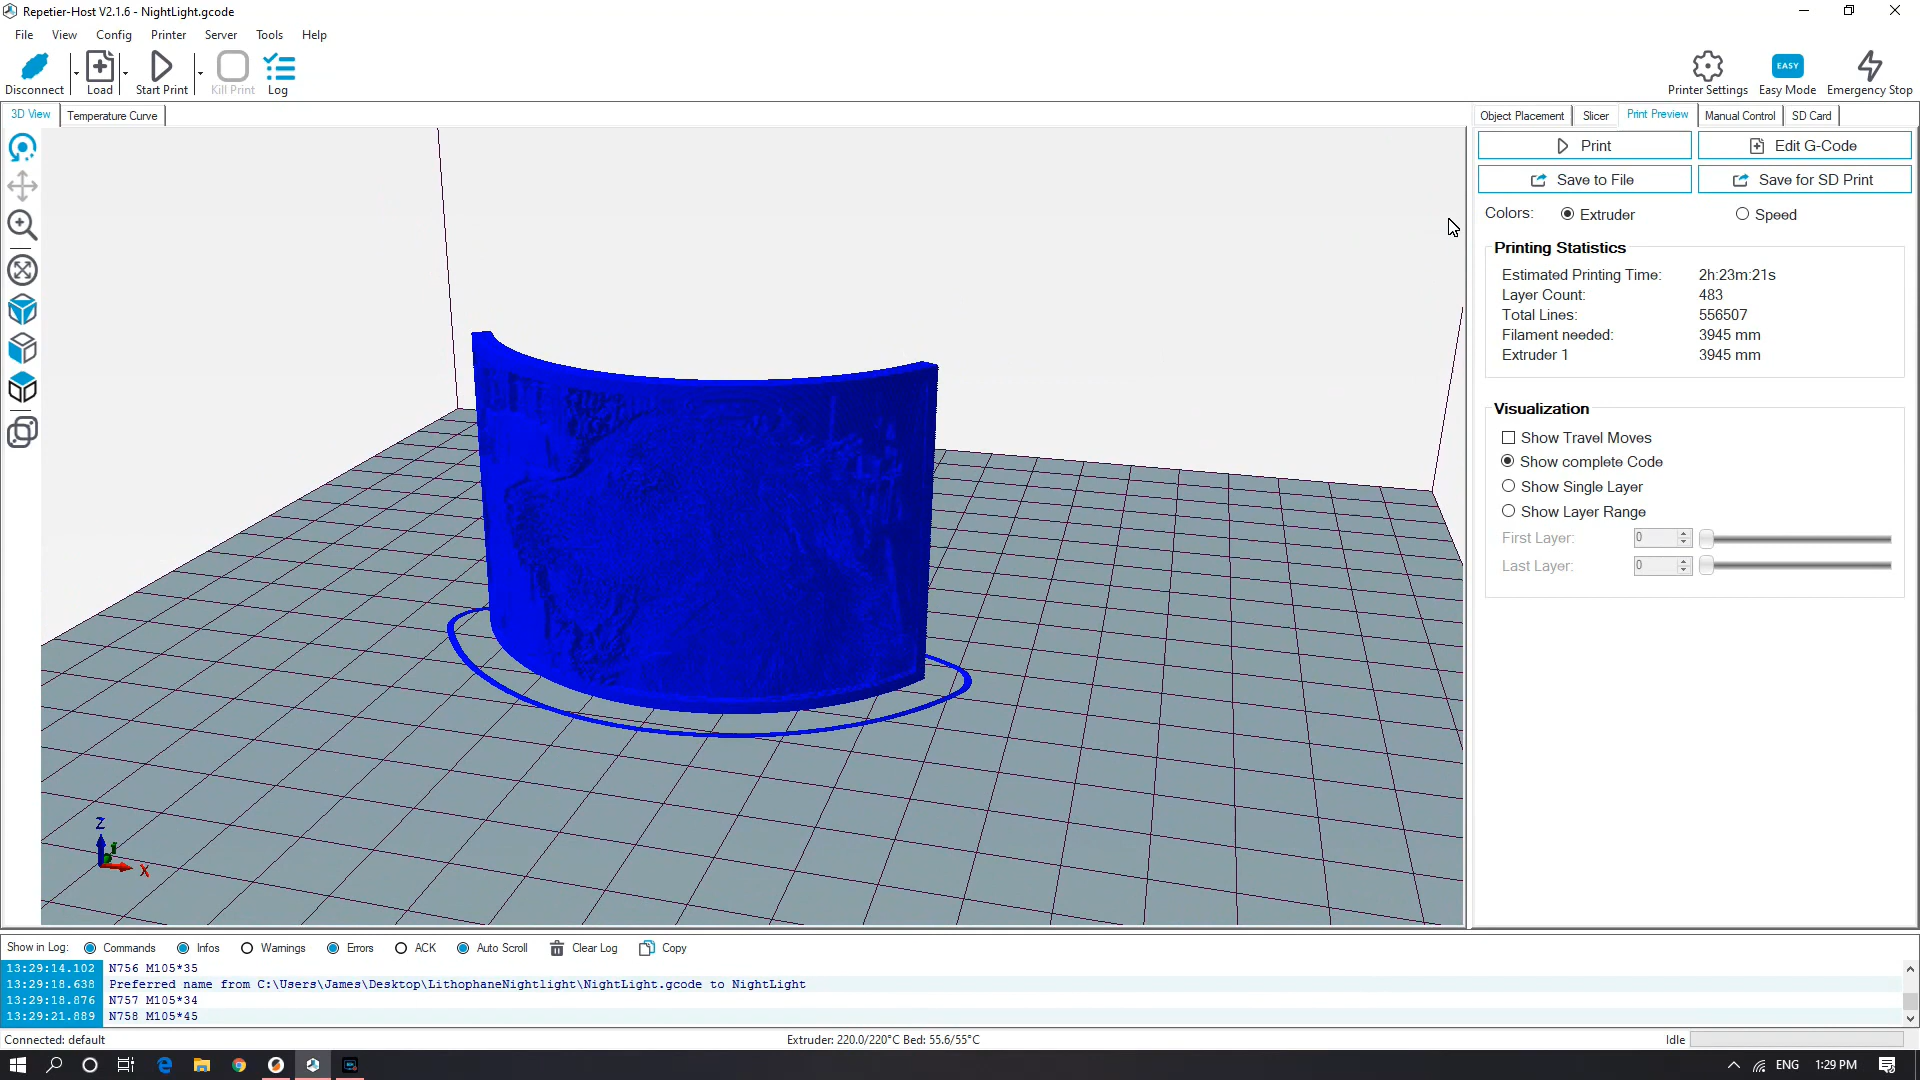 Repetier-Host V2.1.6 - NightLight.gcode
File View Config Printer Server Tools Help
Disconnect Load Start Print Kill Print Log
EASY
Printer Settings Easy Mode Emergency Stop
3D View Temperature Curve
Object Placement Slicer Print Preview Manual Control SD Card
Print Edit G-Code
Save to File Save for SD Print
Colors: Extruder Speed
Printing Statistics
Estimated Printing Time: 2h:23m:21s
Layer Count: 483
Total Lines: 556507
Filament needed: 3945 mm
Extruder 1 3945 mm
Visualization
Show Travel Moves
Show complete Code
Show Single Layer
Show Layer Range
First Layer: 0
Last Layer: 0
Z
X
Show in Log: Commands Infos Warnings Errors ACK Auto Scroll Clear Log Copy
13:29:14.102 N756 M105*35
13:29:18.638 Preferred name from C:\Users\James\Desktop\LithophaneNightlight\NightLight.gcode to NightLight
13:29:18.876 N757 M105*34
13:29:21.889 N758 M105*45
Connected: default Extruder: 220.0/220°C Bed: 55.6/55°C Idle
ENG 1:29 PM